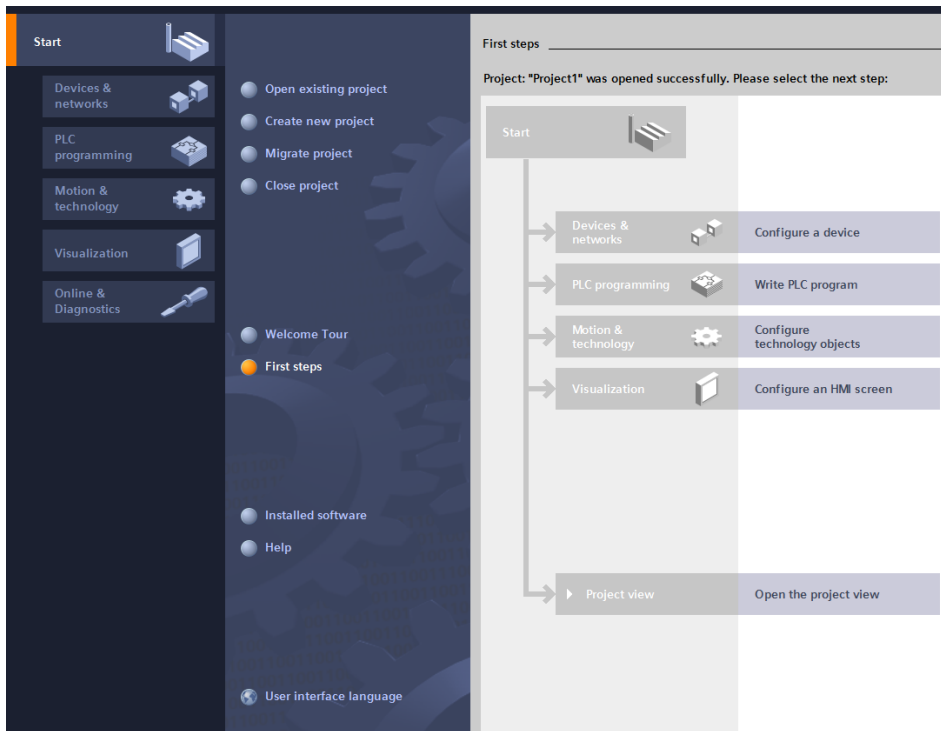 Start
Devices &
networks
PLC
programming
Motion &
technology
Visualization
Online &
Diagnostics
Open existing project
Create new project
Migrate project
Close project
Welcome Tour
First steps
Installed software
Help
User interface language
First steps
Project: "Project1" was opened successfully. Please select the next step:
Start
Devices &
networks
Configure a device
PLC programming
Write PLC program
Motion &
technology
Configure
technology objects
Visualization
Configure an HMI screen
Project view
Open the project view